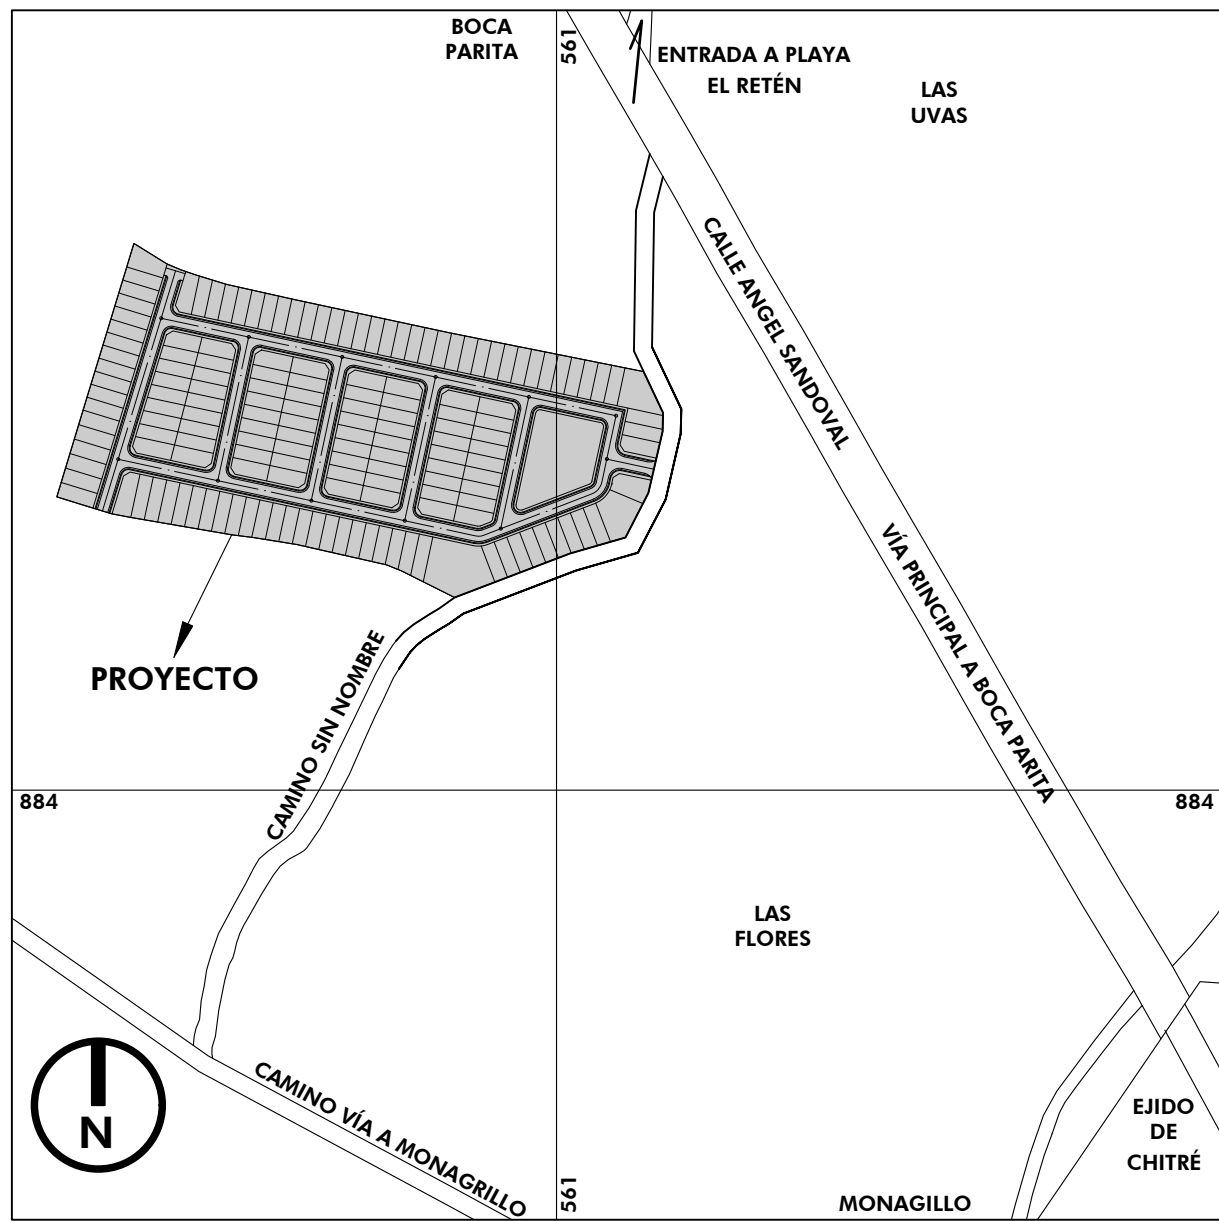 BOCA
PARITA
561
ENTRADA A PLAYA
EL RETÉN
LAS
UVAS
CALLE ANGEL SANDOVAL
VÍA PRINCIPAL A BOCA PARITA
PROYECTO
CAMINO SIN NOMBRE
884
884
LAS
FLORES
N
CAMINO VÍA A MONAGRILLO
561
MONAGILLO
EJIDO
DE
CHITRÉ